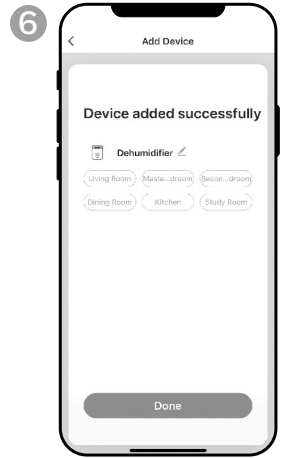 6
Add Device
Device added successfully
Dehumidifier
Living Room Maste...droom Secon...droom
Dining Room Kitchen Study Room
Done